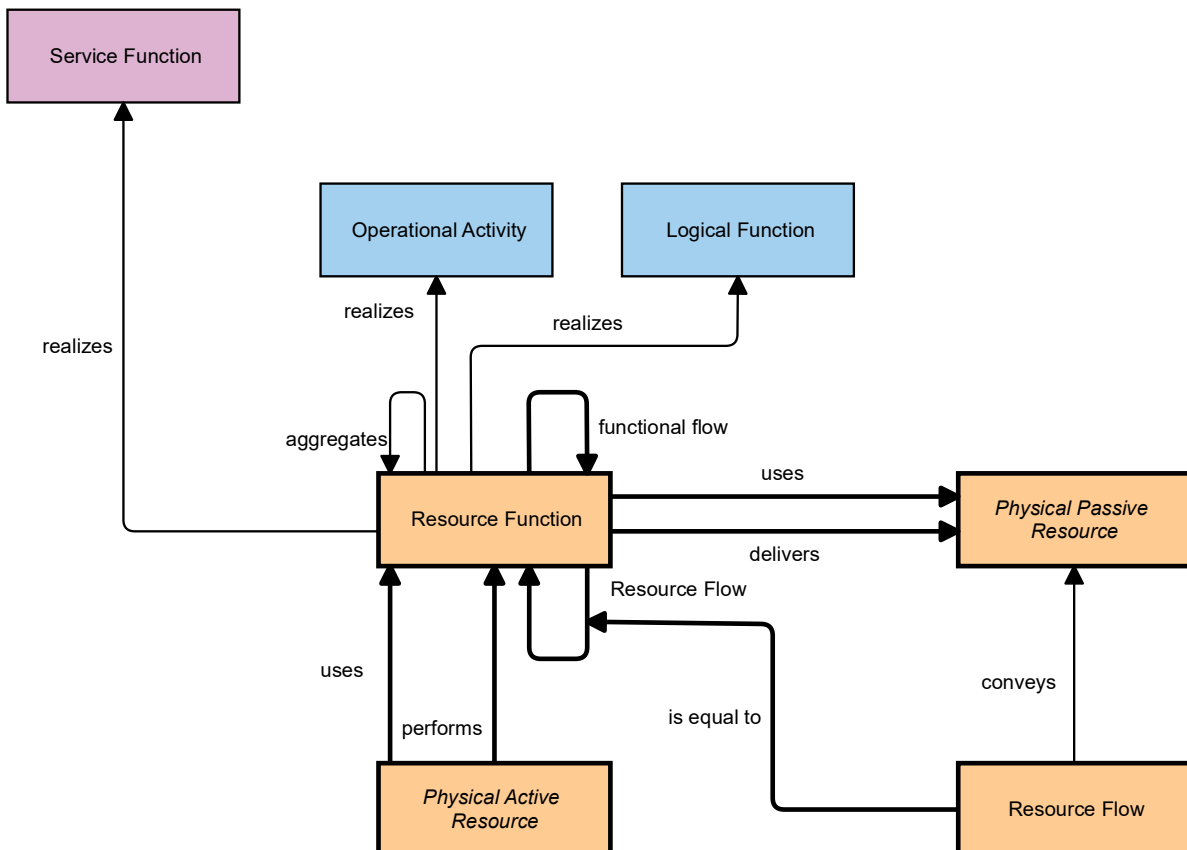 Service Function
Operational Activity
Logical Function
realizes
realizes
realizes
aggregates
functional flow
uses
Resource Function
Physical Passive
Resource
delivers
Resource Flow
uses
conveys
is equal to
performs
Physical Active
Resource
Resource Flow